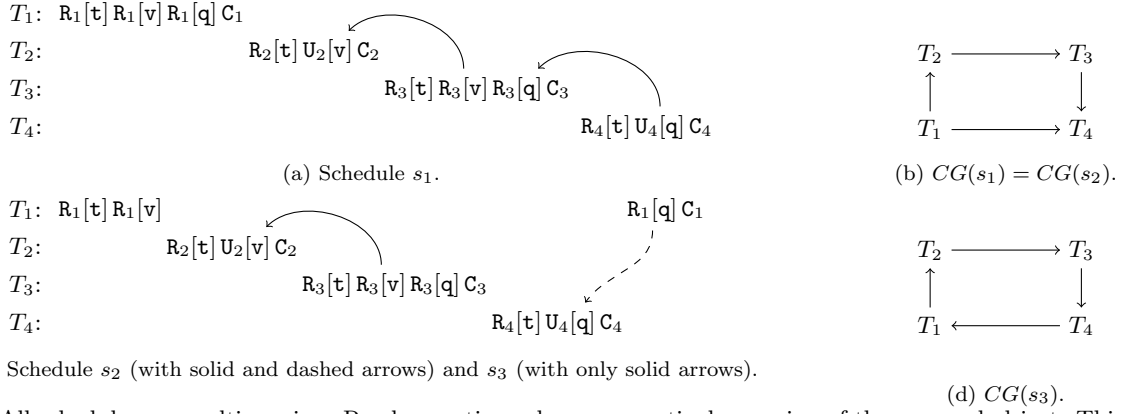 T₁: R₁[t] R₁[v] R₁[q] C₁
T₂: R₂[t] U₂[v] C₂
T₃: R₃[t] R₃[v] R₃[q] C₃
T₄: R₄[t] U₄[q] C₄
(a) Schedule s₁.
T₂ T₃
T₁ T₄
(b) CG(s₁) = CG(s₂).
T₁: R₁[t] R₁[v] R₁[q] C₁
T₂: R₂[t] U₂[v] C₂
T₃: R₃[t] R₃[v] R₃[q] C₃
T₄: R₄[t] U₄[q] C₄
Schedule s₂ (with solid and dashed arrows) and s₃ (with only solid arrows).
T₂ T₃
T₁ T₄
(d) CG(s₃).